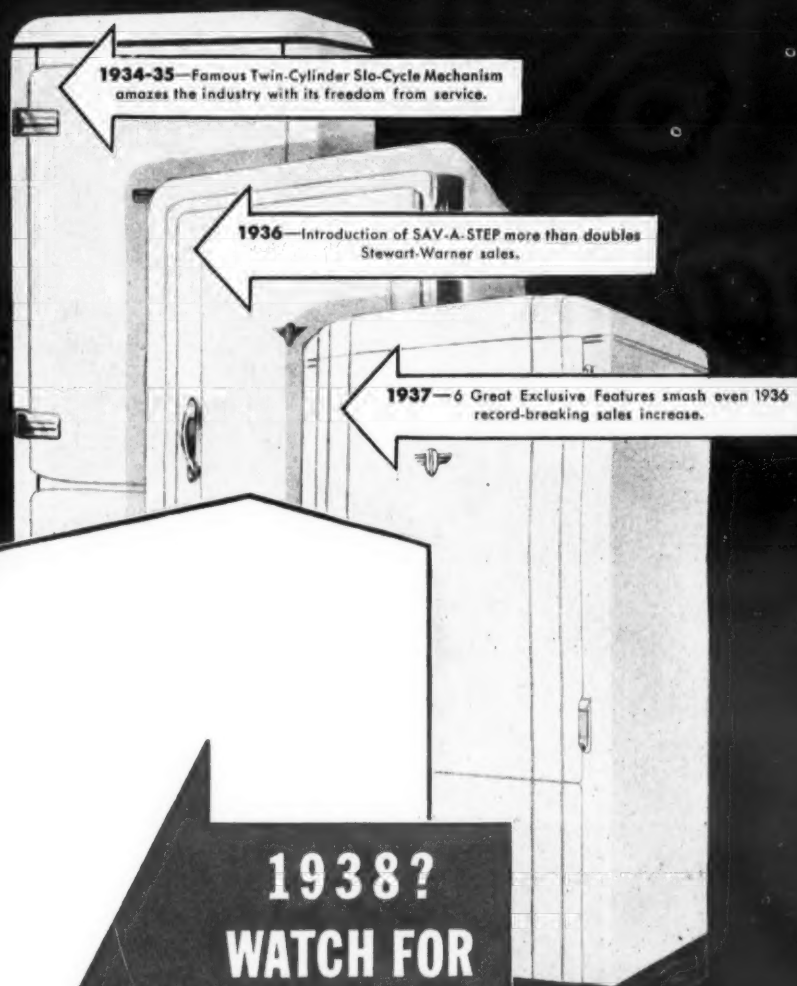 1934-35—Famous Twin-Cylinder Slo-Cycle Mechanism
amazes the industry with its freedom from service.
1936—Introduction of SAV-A-STEP more than doubles
Stewart-Warner sales.
1937—6 Great Exclusive Features smash even 1936
record-breaking sales increase.
1938?
WATCH FOR